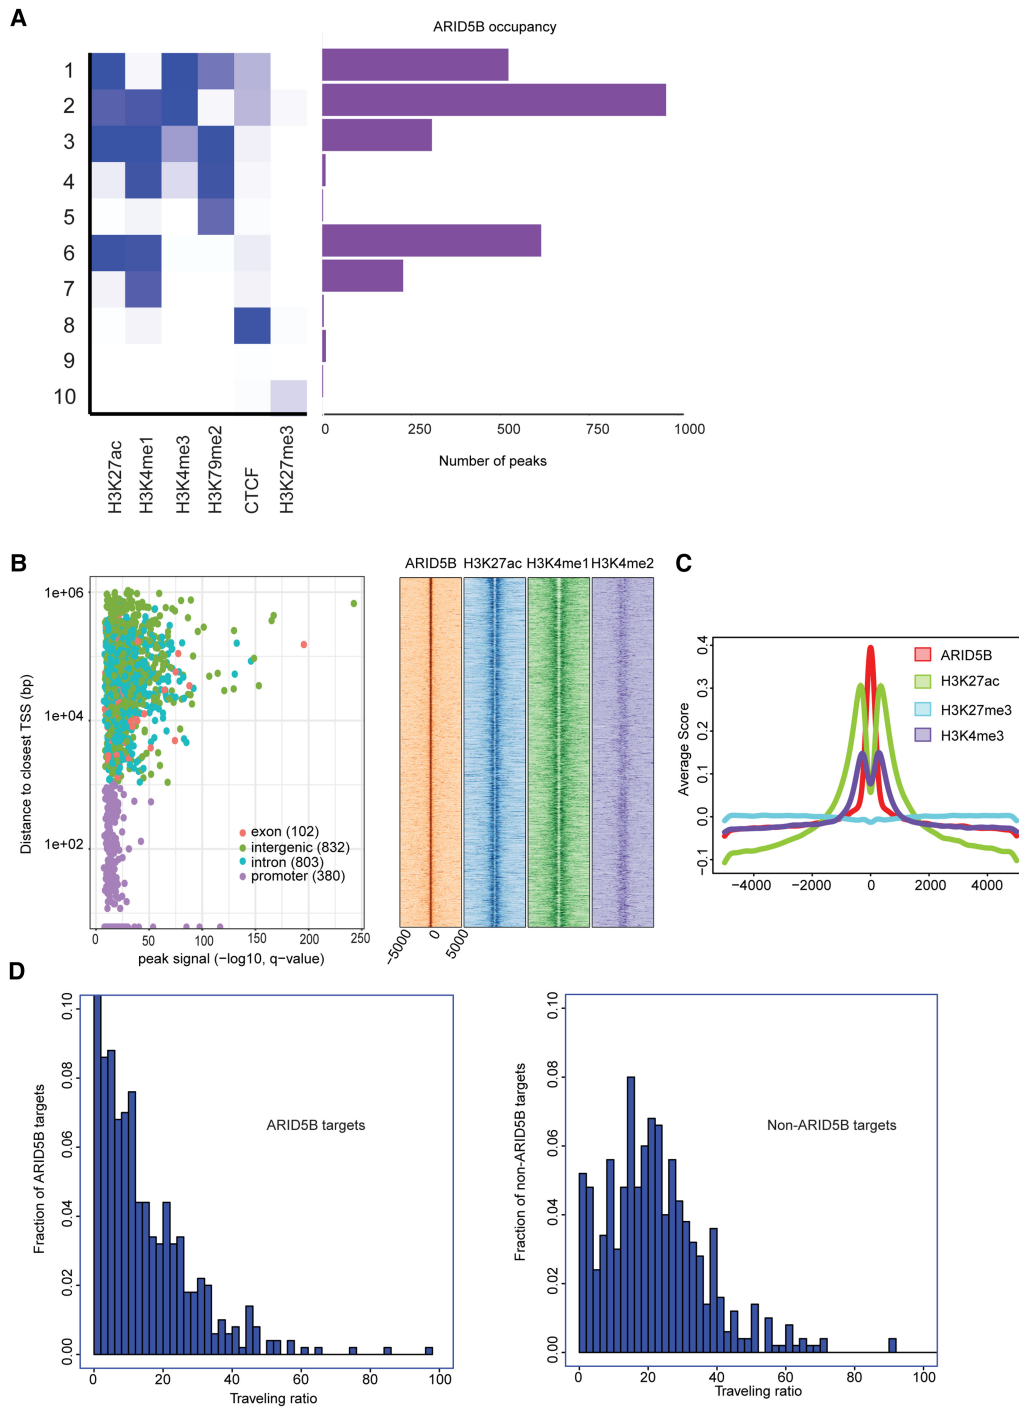 A
ARID5B occupancy
1
2
3
4
5
6
7
8
9
10
0 250 500 750 1000
Number of peaks
H3K27ac
H3K4me1
H3K4me3
H3K79me2
CTCF
H3K27me3
B
1e+06
1e+04
1e+02
Distance to closest TSS (bp)
exon (102)
intergenic (832)
intron (803)
promoter (380)
0 50 100 150 200 250
peak signal (−log10, q−value)
ARID5B H3K27ac H3K4me1 H3K4me2
−5000 0 5000
C
0.4
0.3
0.2
0.1
0.0
−0.1
Average Score
ARID5B
H3K27ac
H3K27me3
H3K4me3
−4000 −2000 0 2000 4000
D
0.10
0.08
0.06
0.04
0.02
0.00
Fraction of ARID5B targets
ARID5B targets
0 20 40 60 80 100
Traveling ratio
0.10
0.08
0.06
0.04
0.02
0.00
Fraction of non-ARID5B targets
Non-ARID5B targets
0 20 40 60 80 100
Traveling ratio